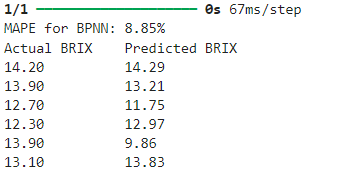 1/1 ━━━━━━━━━━━━━━━━━━━━ 0s 67ms/step
MAPE for BPNN: 8.85%
Actual BRIX    Predicted BRIX
14.20          14.29
13.90          13.21
12.70          11.75
12.30          12.97
13.90          9.86
13.10          13.83